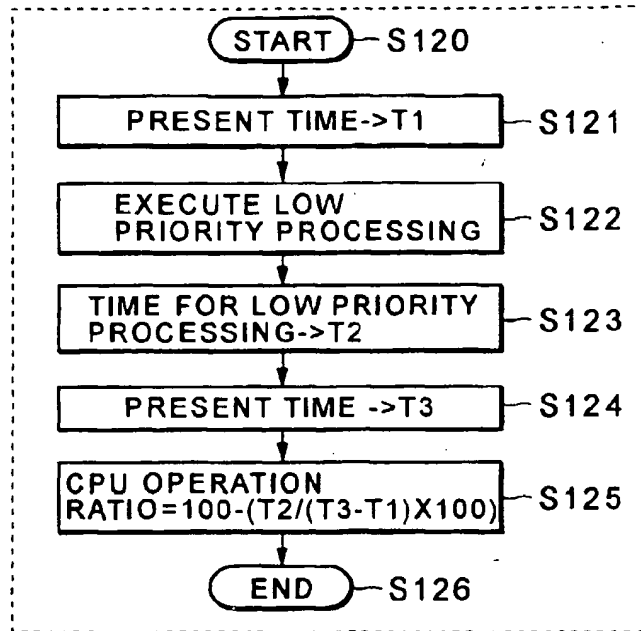 START S120
PRESENT TIME->T1 S121
EXECUTE LOW
PRIORITY PROCESSING S122
TIME FOR LOW PRIORITY
PROCESSING->T2 S123
PRESENT TIME ->T3 S124
CPU OPERATION
RATIO=100-(T2/(T3-T1)X100) S125
END S126